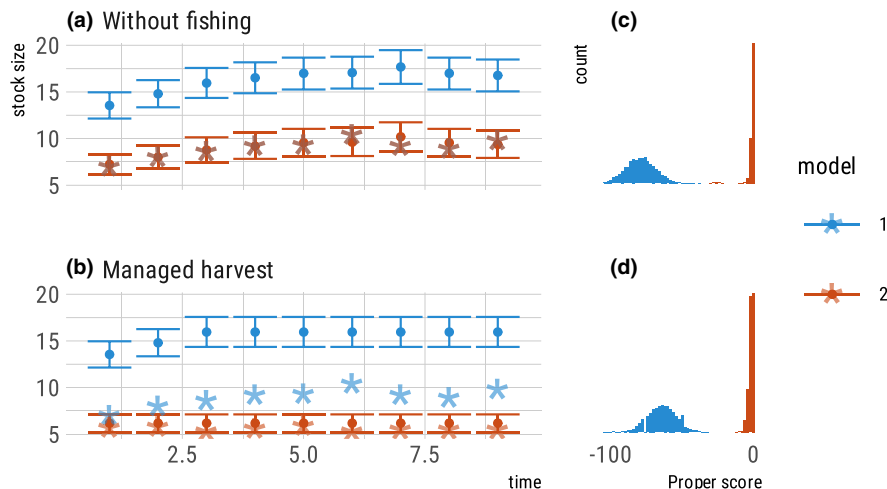 (a) Without fishing
stock size
20
15
10
5
(b) Managed harvest
20
15
10
5
2.5 5.0 7.5
time
(c)
count
(d)
-100 0
Proper score
model
1
2